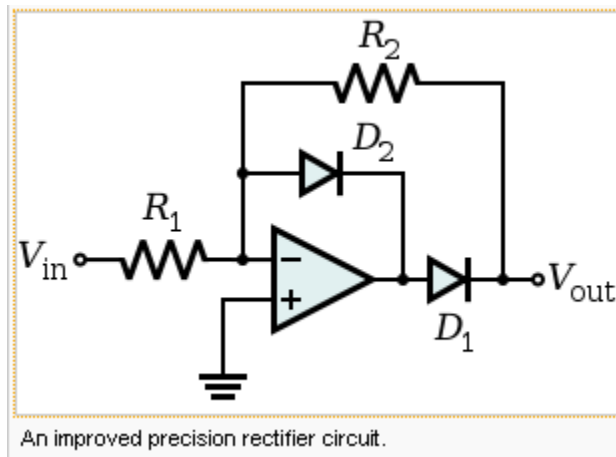 R2
D2
R1
Vin
−
+
Vout
D1
An improved precision rectifier circuit.